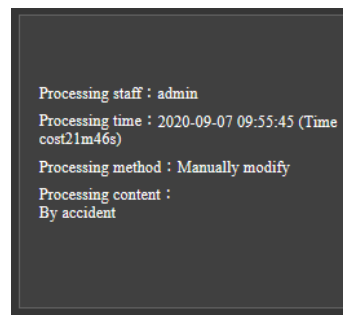 Processing staff：admin
Processing time：2020-09-07 09:55:45 (Time
cost21m46s)
Processing method：Manually modify
Processing content：
By accident